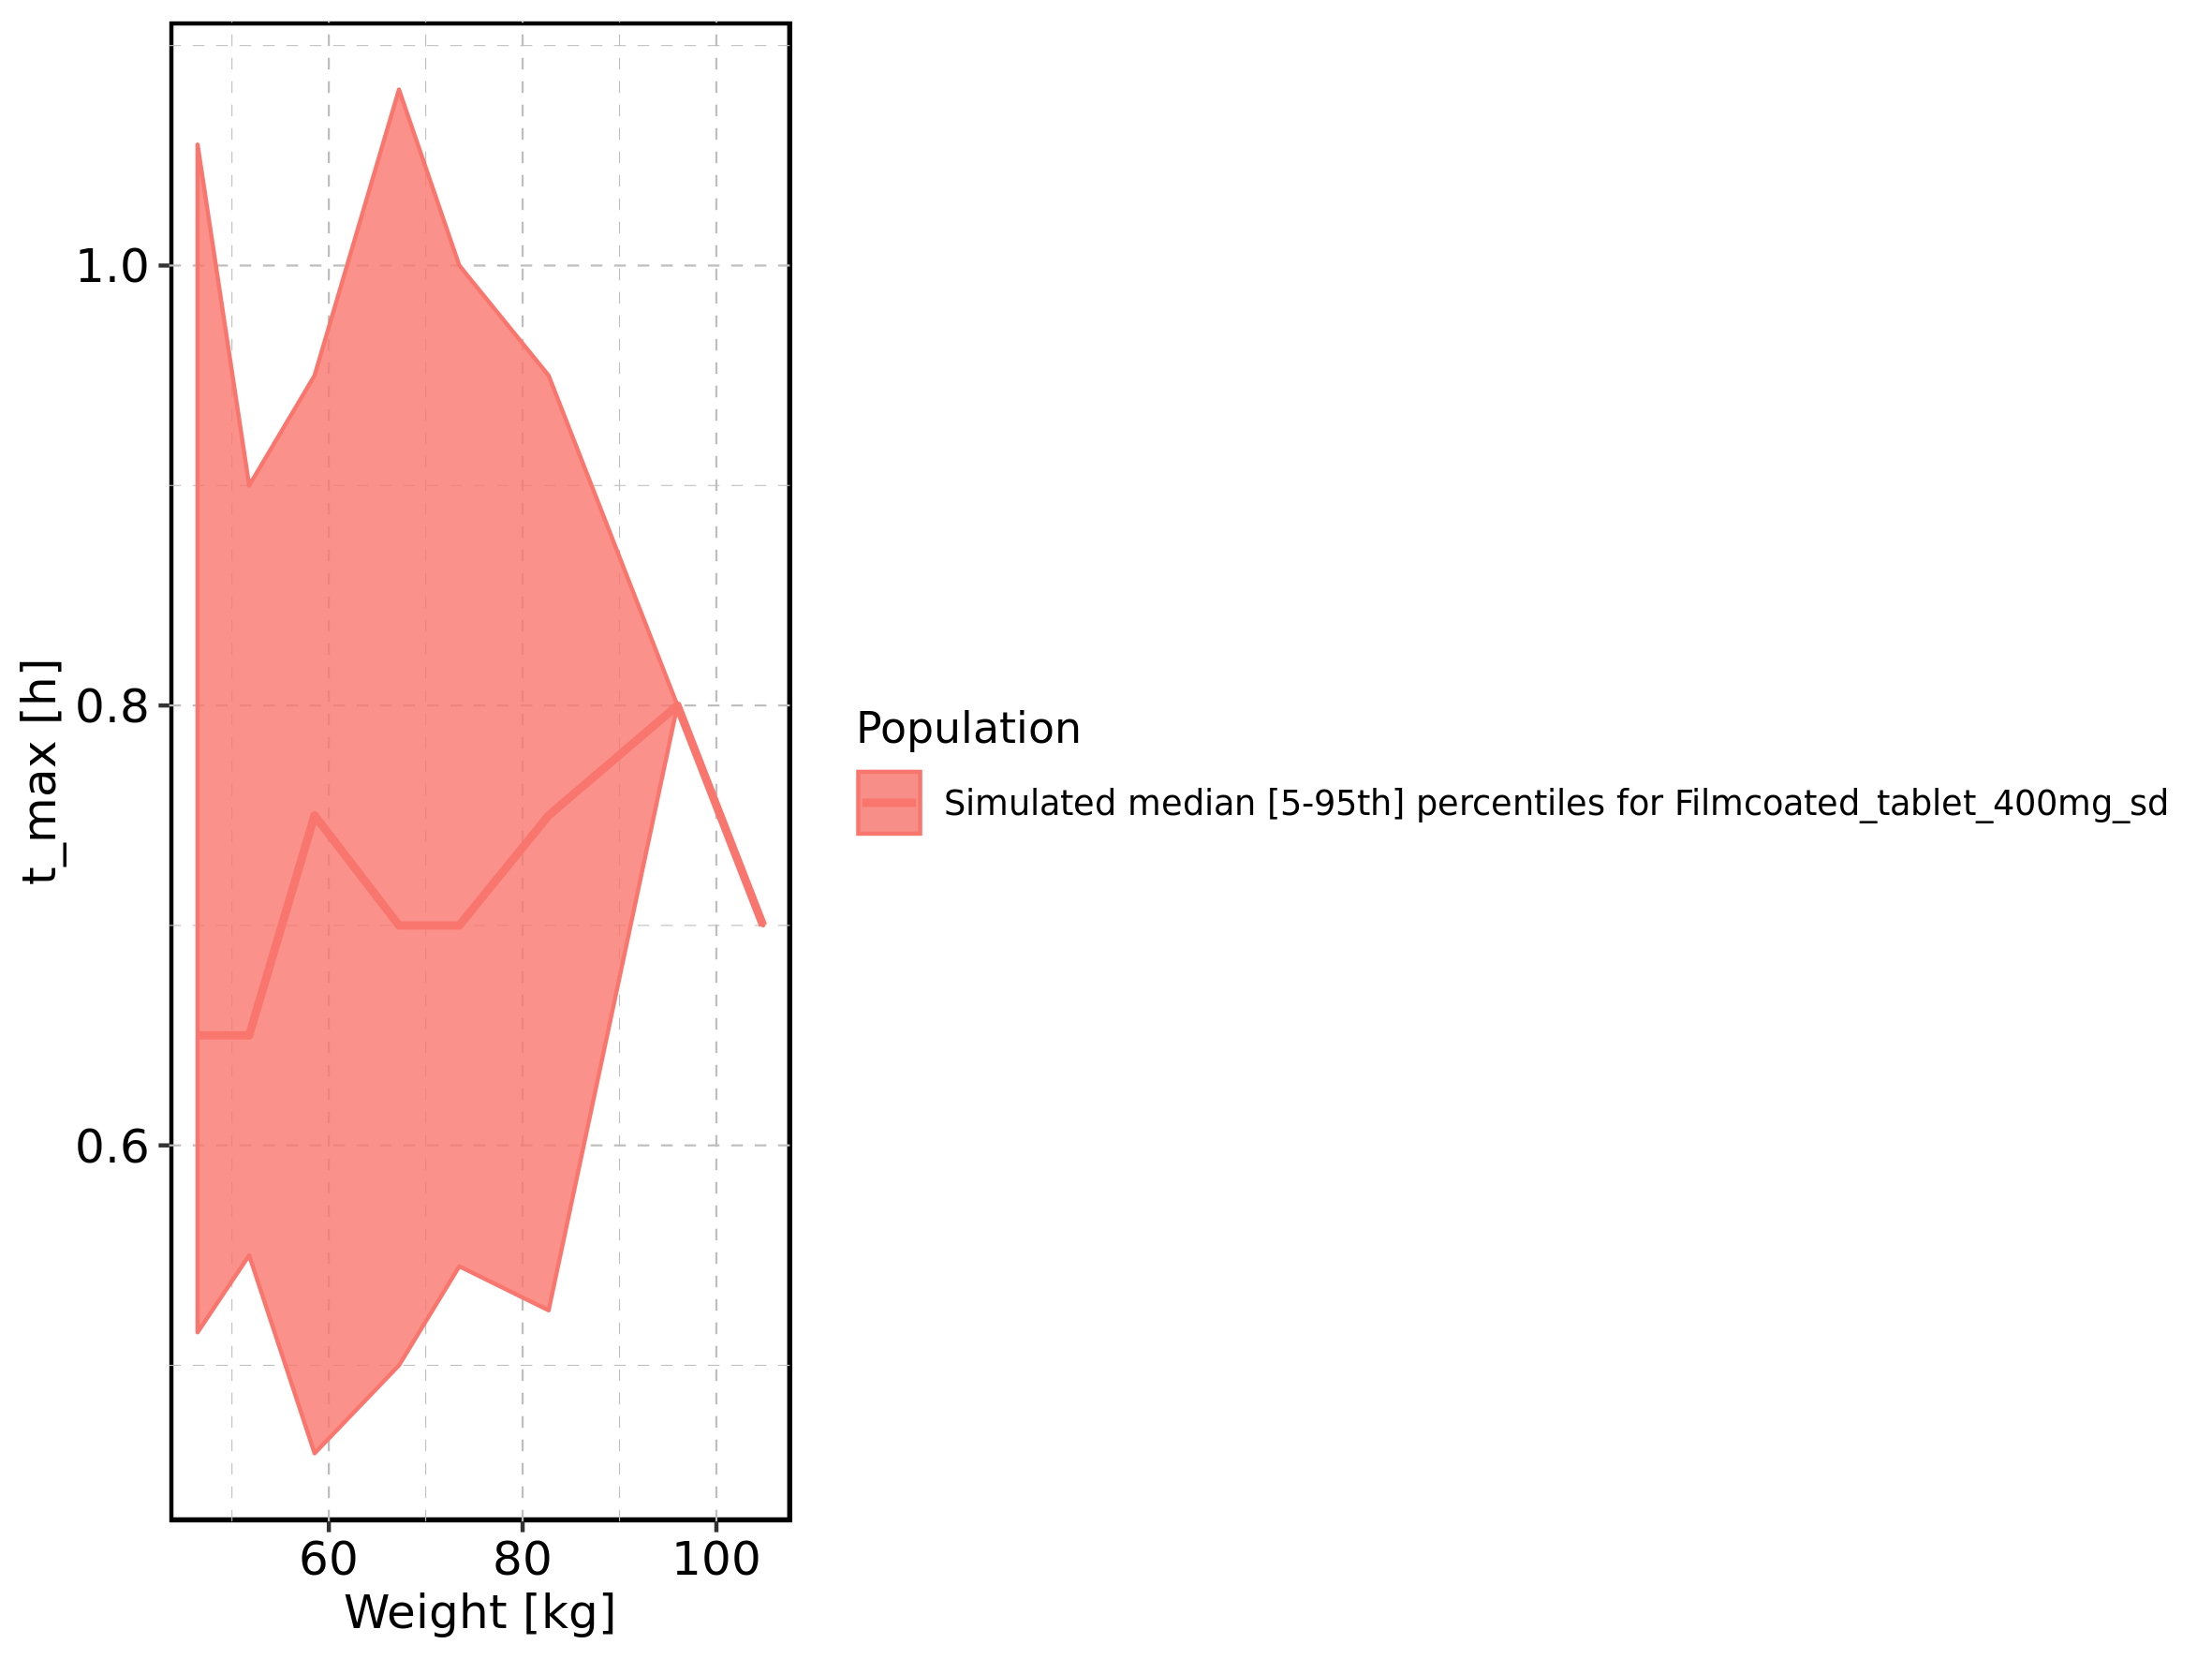 1.0
0.8
0.6
t_max [h]
60 80 100
Weight [kg]
Population
Simulated median [5-95th] percentiles for Filmcoated_tablet_400mg_sd